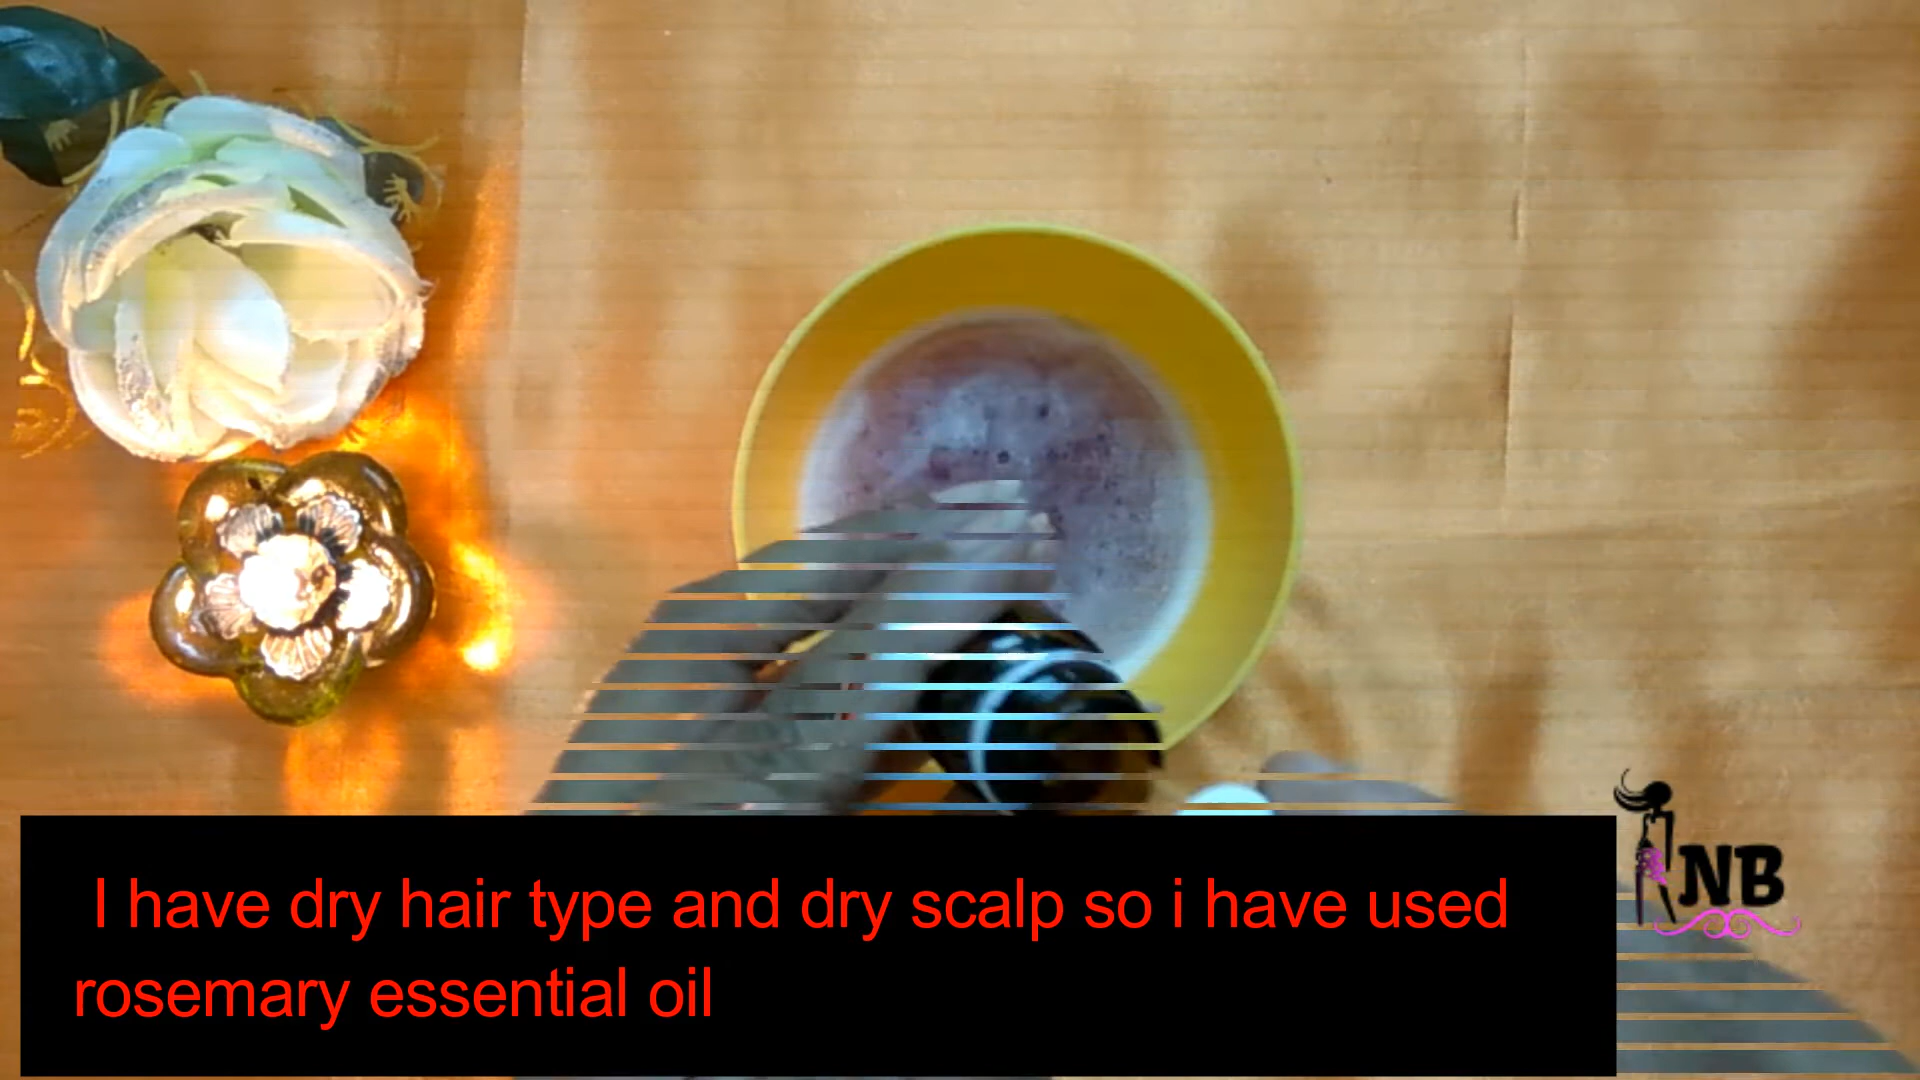 I have dry hair type and dry scalp so i have used
rosemary essential oil
NB